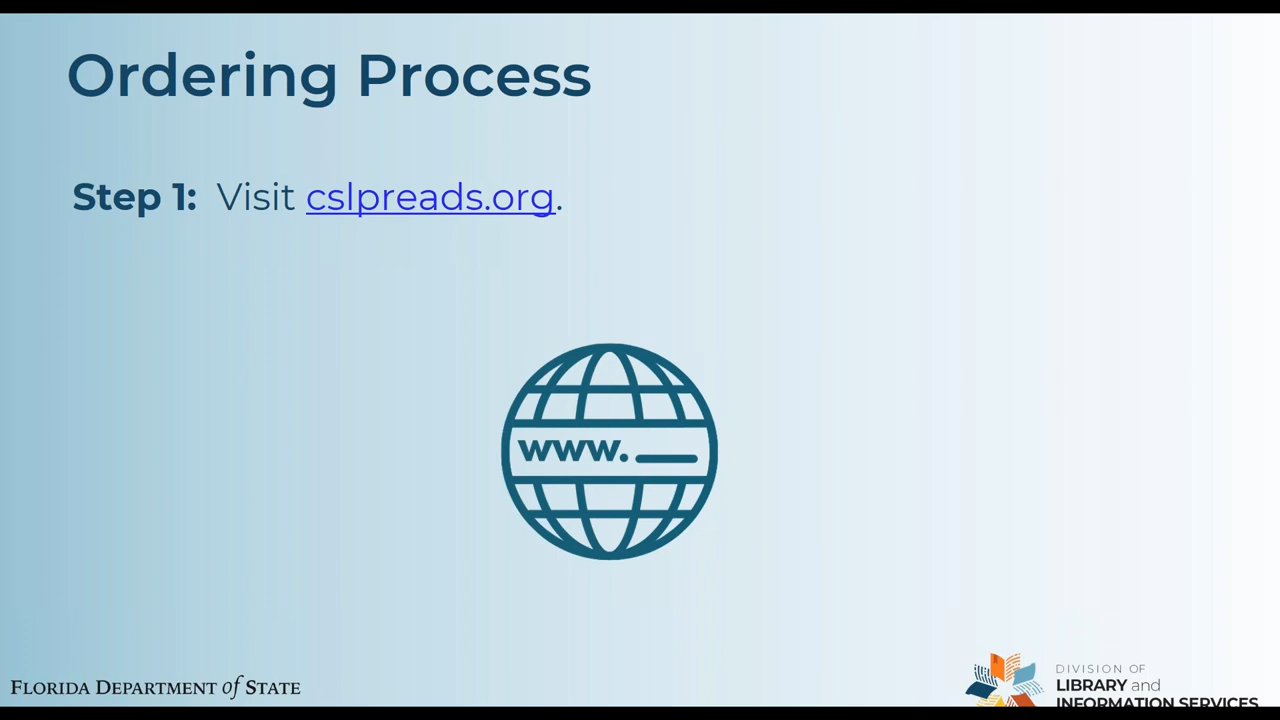 Ordering Process
Step 1: Visit cslpreads.org.
www.
FLORIDA DEPARTMENT of STATE
DIVISION OF
LIBRARY and
INFORMATION SERVICES